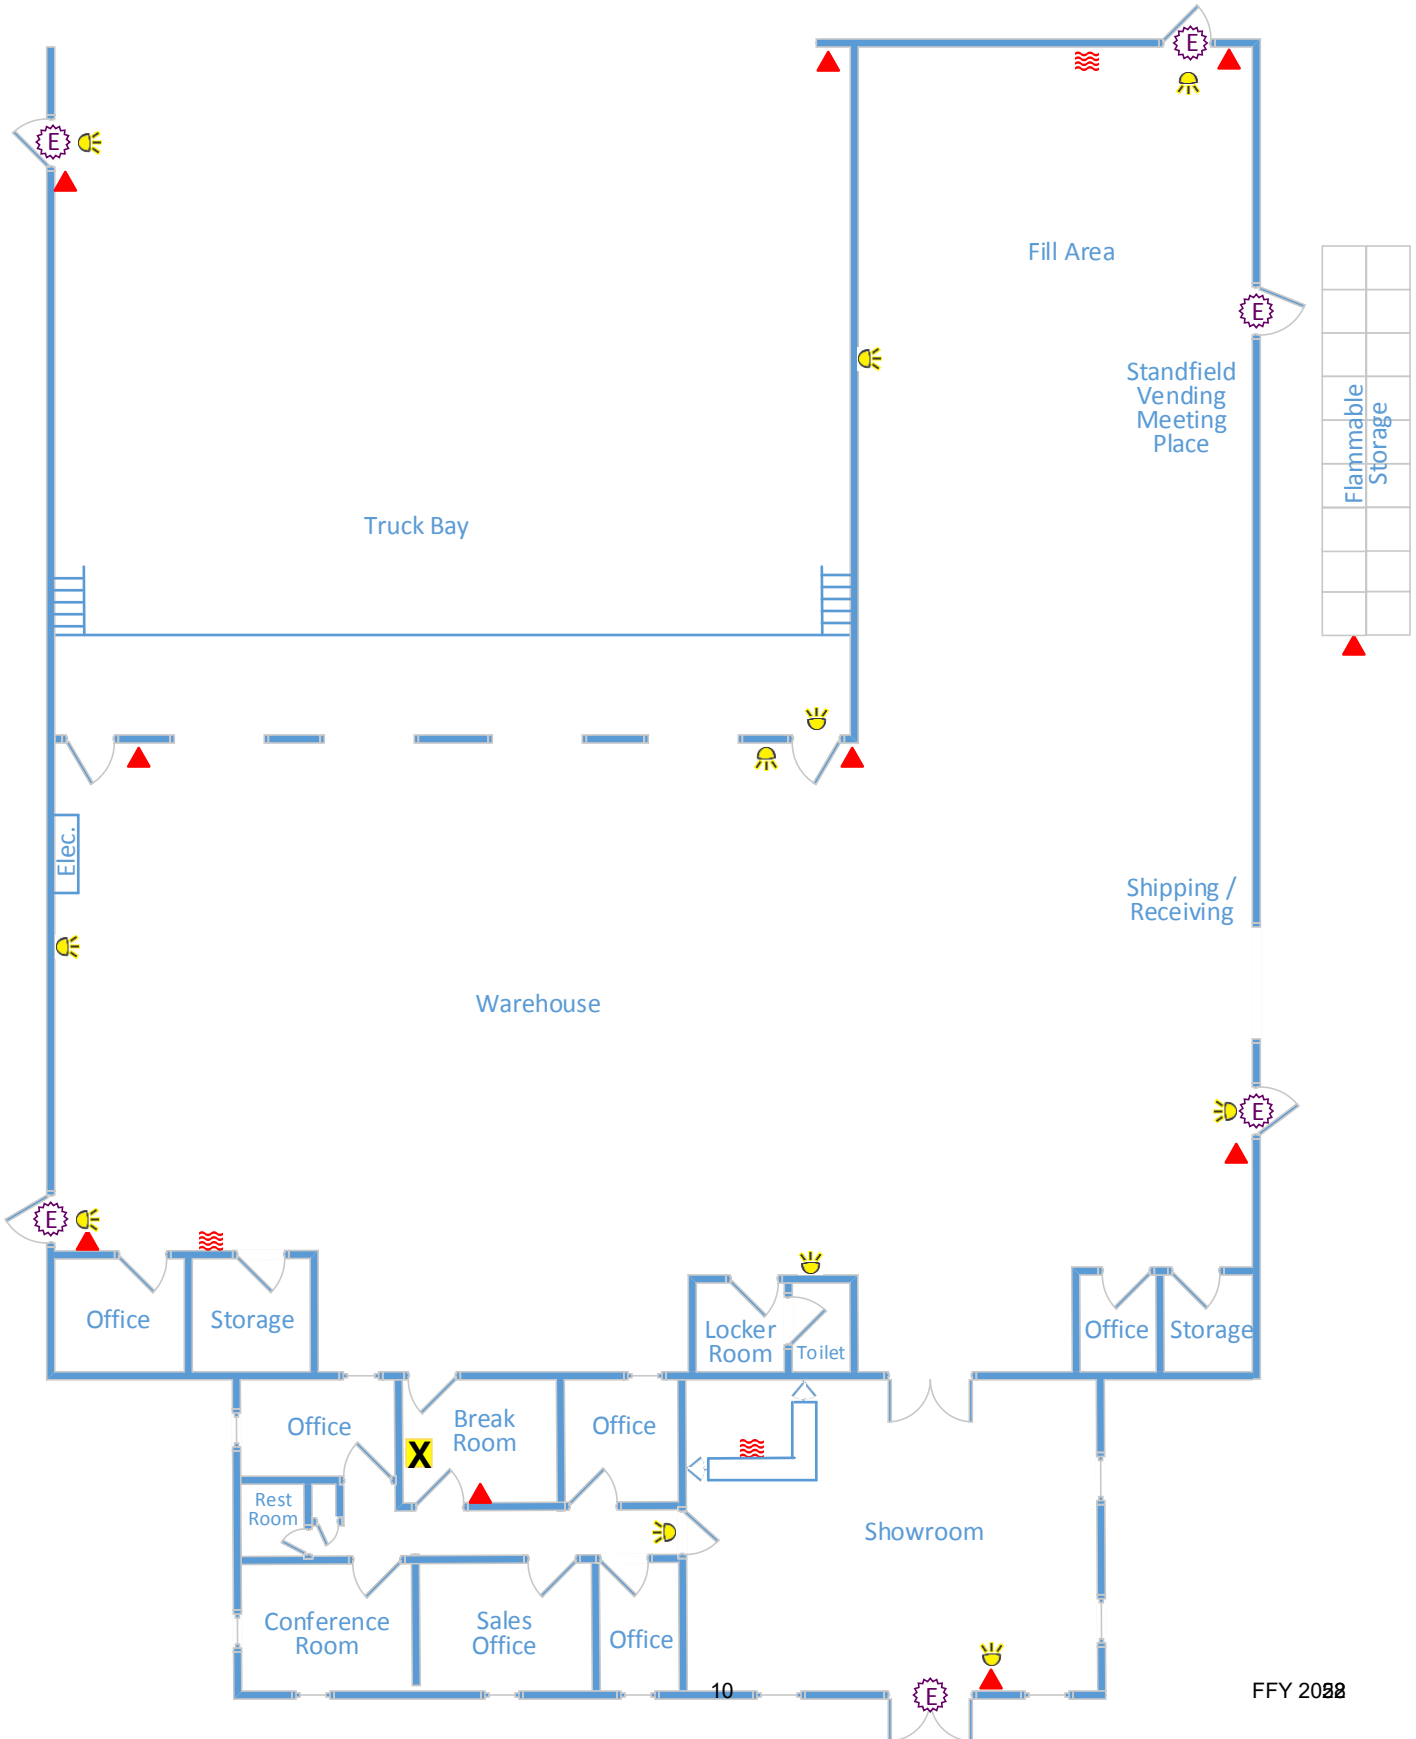 E
E
Fill Area
E
Standfield
Vending
Meeting
Place
Flammable
Storage
Truck Bay
Elec.
Shipping /
Receiving
Warehouse
E
E
Office
Storage
Locker
Room
Toilet
Office
Storage
Office
Break
Room
Office
X
Rest
Room
Showroom
Conference
Room
Sales
Office
Office
E
10
FFY